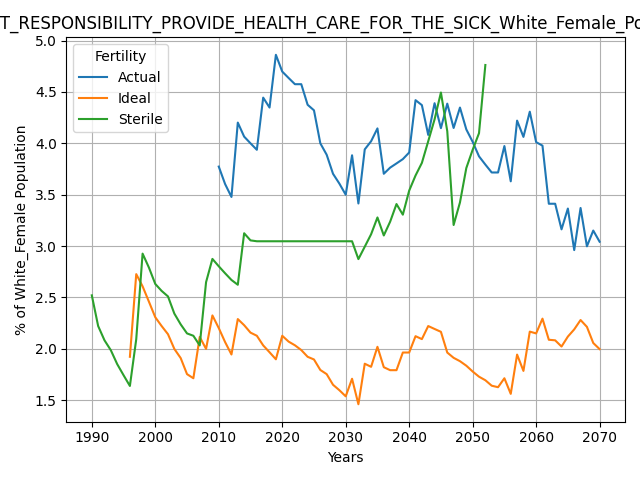 T_RESPONSIBILITY_PROVIDE_HEALTH_CARE_FOR_THE_SICK_White_Female_Po
Fertility
Actual
Ideal
Sterile
% of White_Female Population
5.0
4.5
4.0
3.5
3.0
2.5
2.0
1.5
1990 2000 2010 2020 2030 2040 2050 2060 2070
Years